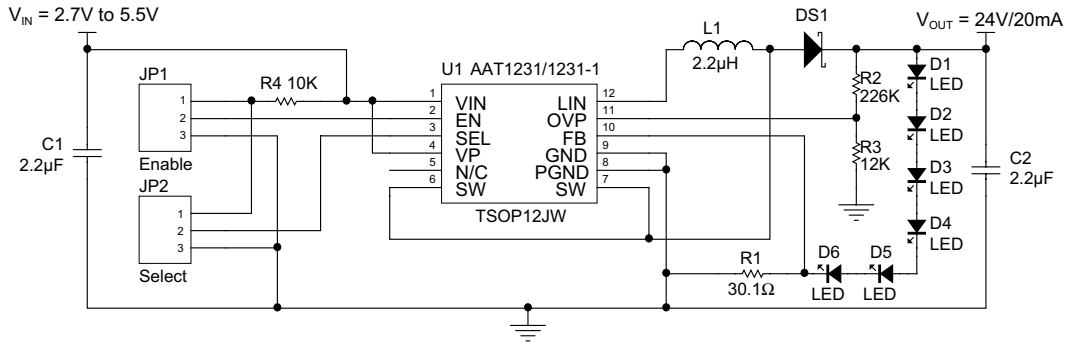 V_IN = 2.7V to 5.5V
DS1
V_OUT = 24V/20mA
L1
2.2µH
JP1
R4 10K
U1 AAT1231/1231-1
D1
LED
R2
226K
1
2
3
Enable
1
2
3
4
5
6
VIN
EN
SEL
VP
N/C
SW
LIN
OVP
FB
GND
PGND
SW
12
11
10
9
8
7
TSOP12JW
D2
LED
C1
2.2µF
R3
12K
D3
LED
C2
2.2µF
JP2
1
2
3
Select
D4
LED
R1
30.1Ω
D6
LED
D5
LED